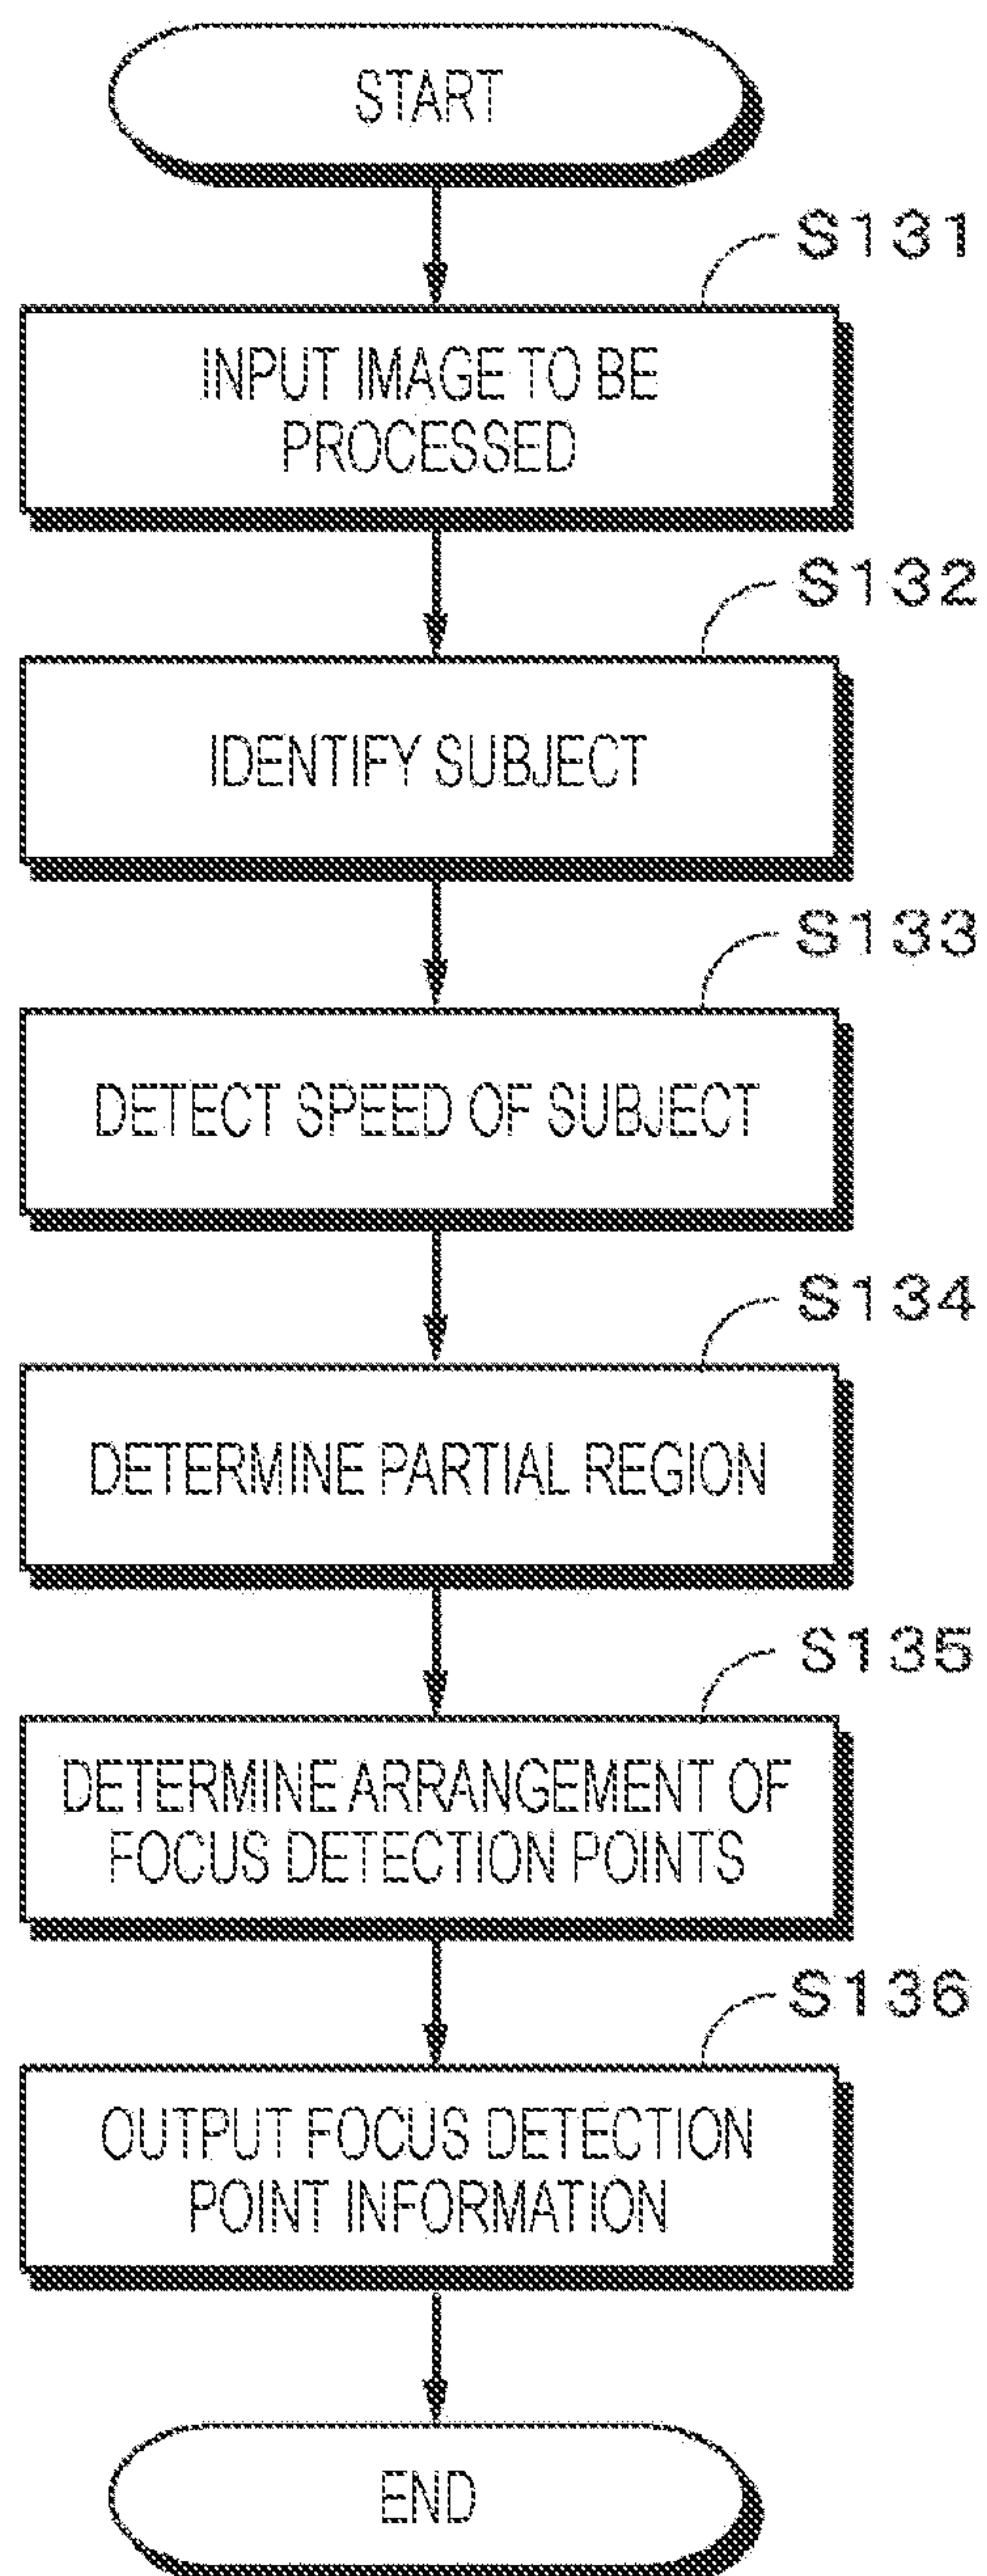 START
S131
INPUT IMAGE TO BE
PROCESSED
S132
IDENTIFY SUBJECT
S133
DETECT SPEED OF SUBJECT
S134
DETERMINE PARTIAL REGION
S135
DETERMINE ARRANGEMENT OF
FOCUS DETECTION POINTS
S136
OUTPUT FOCUS DETECTION
POINT INFORMATION
END